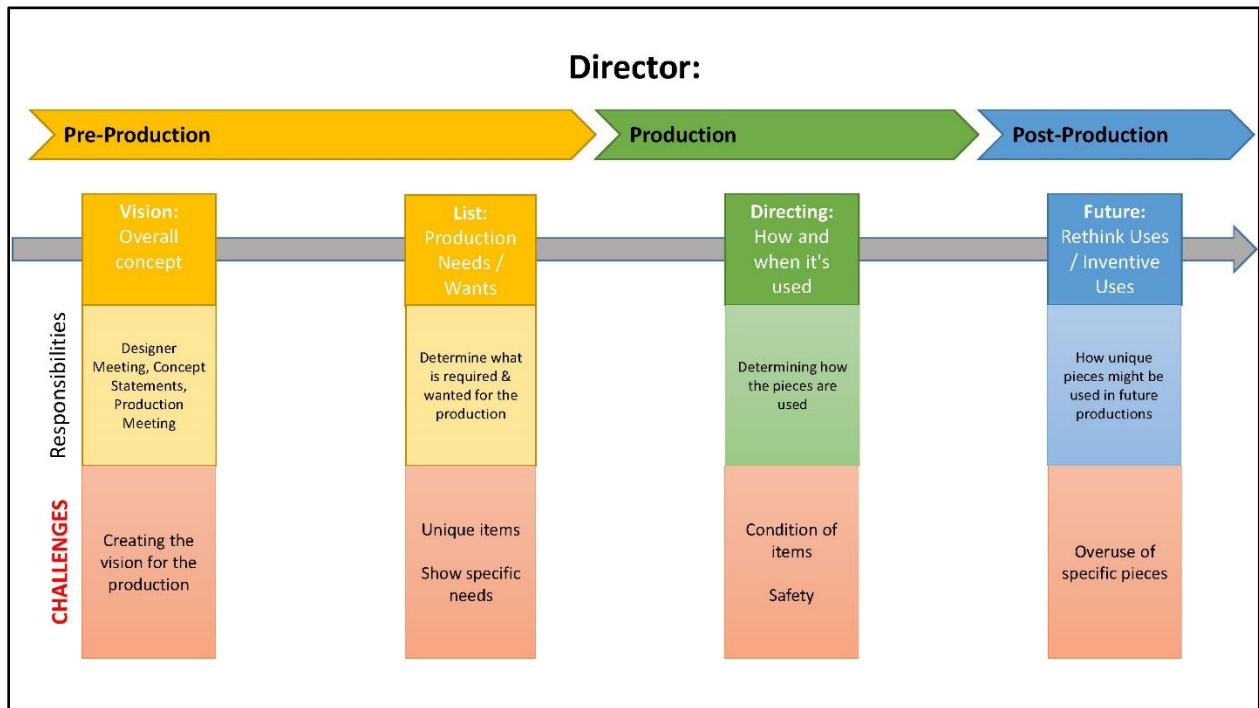 Director:
Pre-Production
Production
Post-Production
Vision:
Overall
concept
List:
Production
Needs /
Wants
Directing:
How and
when it's
used
Future:
Rethink Uses
/ Inventive
Uses
Responsibilities
Designer
Meeting, Concept
Statements,
Production
Meeting
Determine what
is required &
wanted for the
production
Determining how
the pieces are
used
How unique
pieces might be
used in future
productions
CHALLENGES
Creating the
vision for the
production
Unique items
Show specific
needs
Condition of
items
Safety
Overuse of
specific pieces